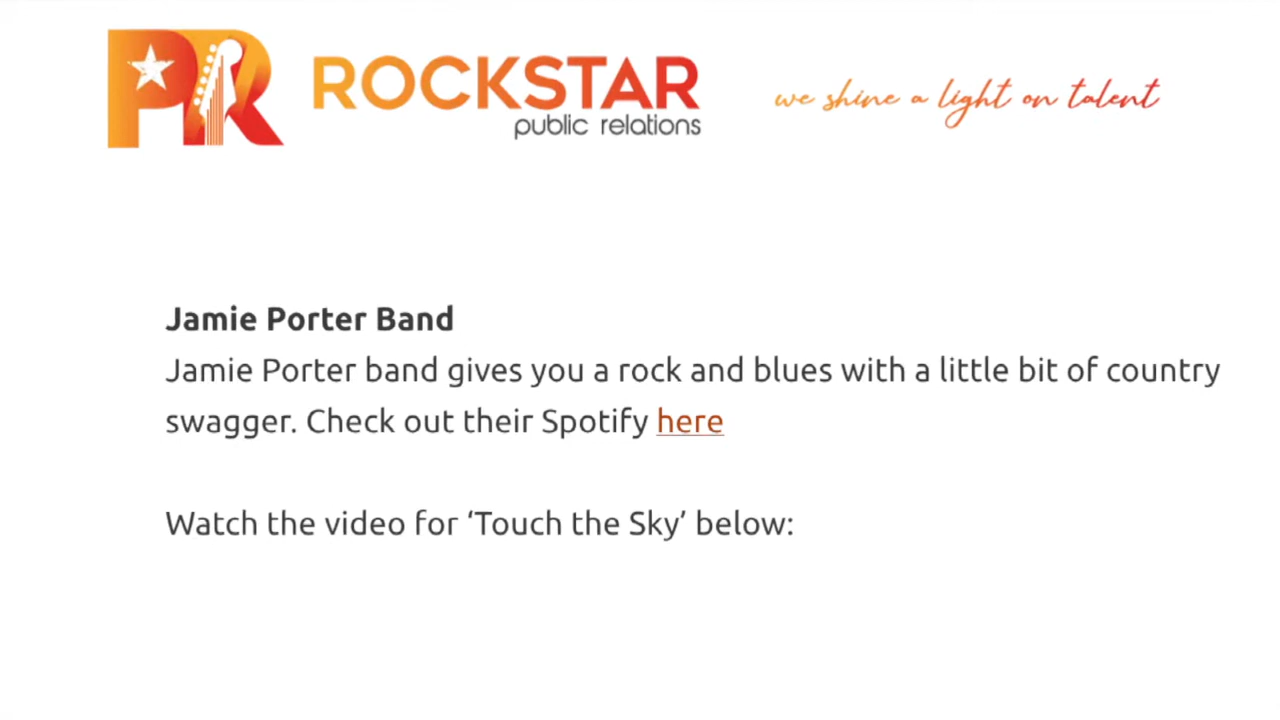 PR ROCKSTAR
public relations
we shine a light on talent
Jamie Porter Band
Jamie Porter band gives you a rock and blues with a little bit of country
swagger. Check out their Spotify here
Watch the video for ‘Touch the Sky’ below: